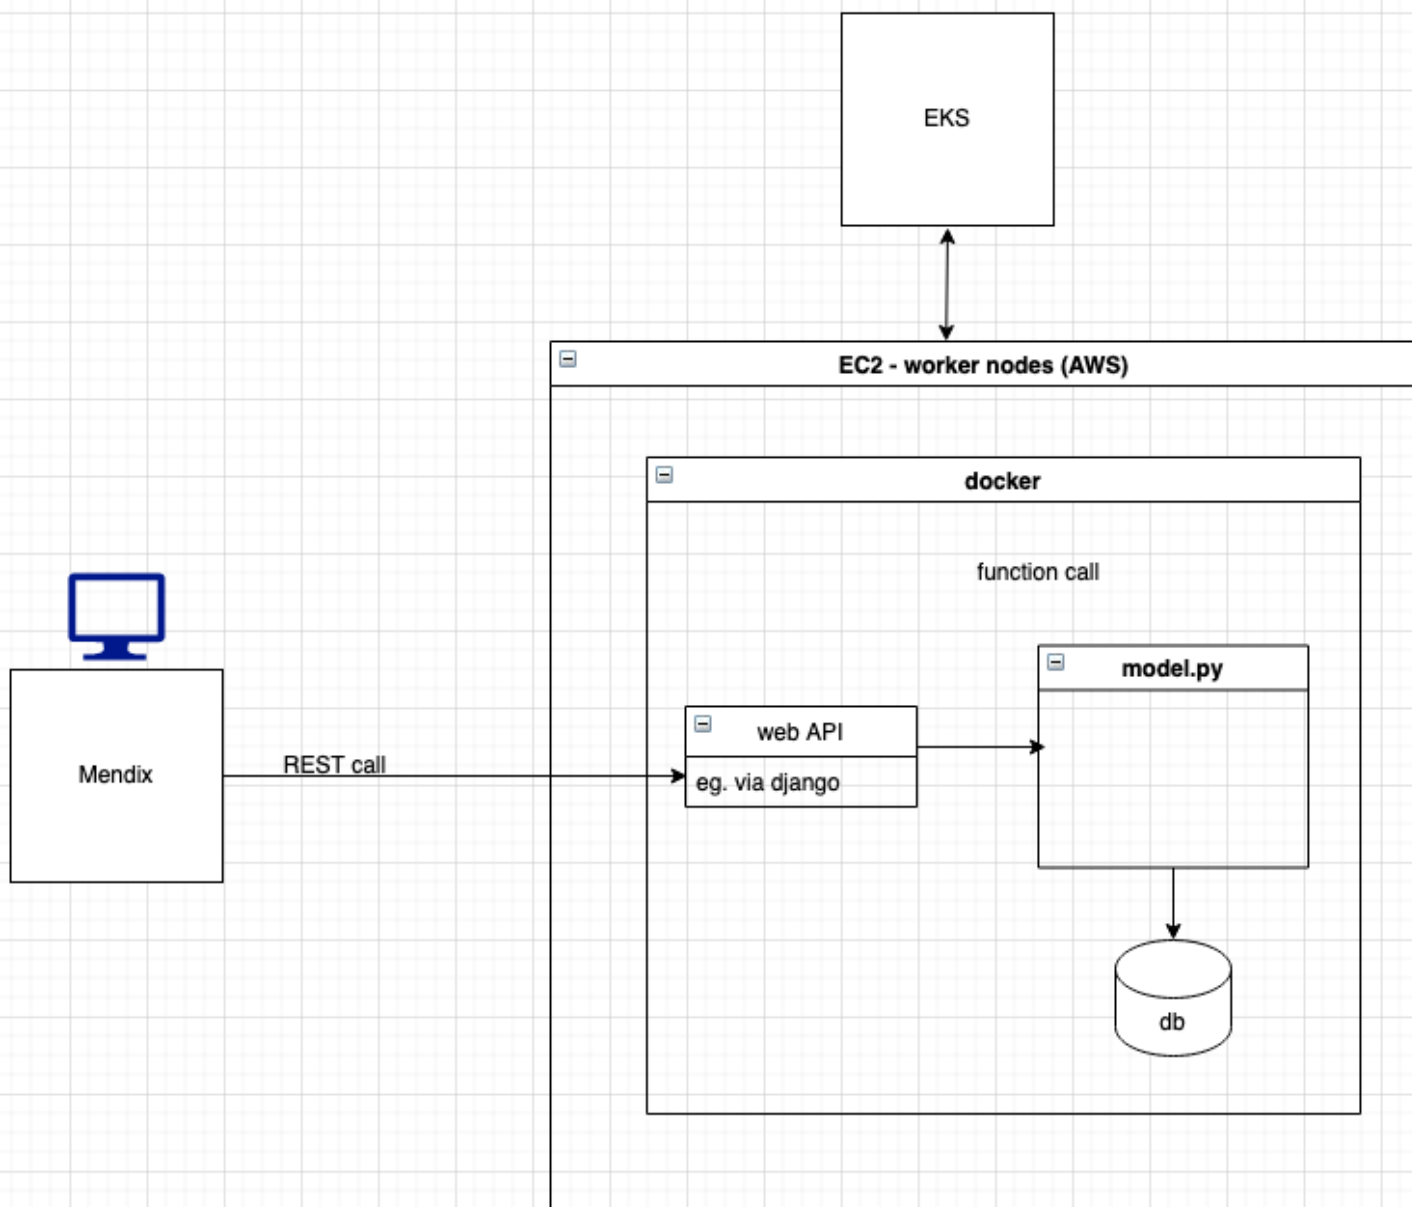 EKS
EC2 - worker nodes (AWS)
docker
function call
model.py
web API
eg. via django
REST call
Mendix
db